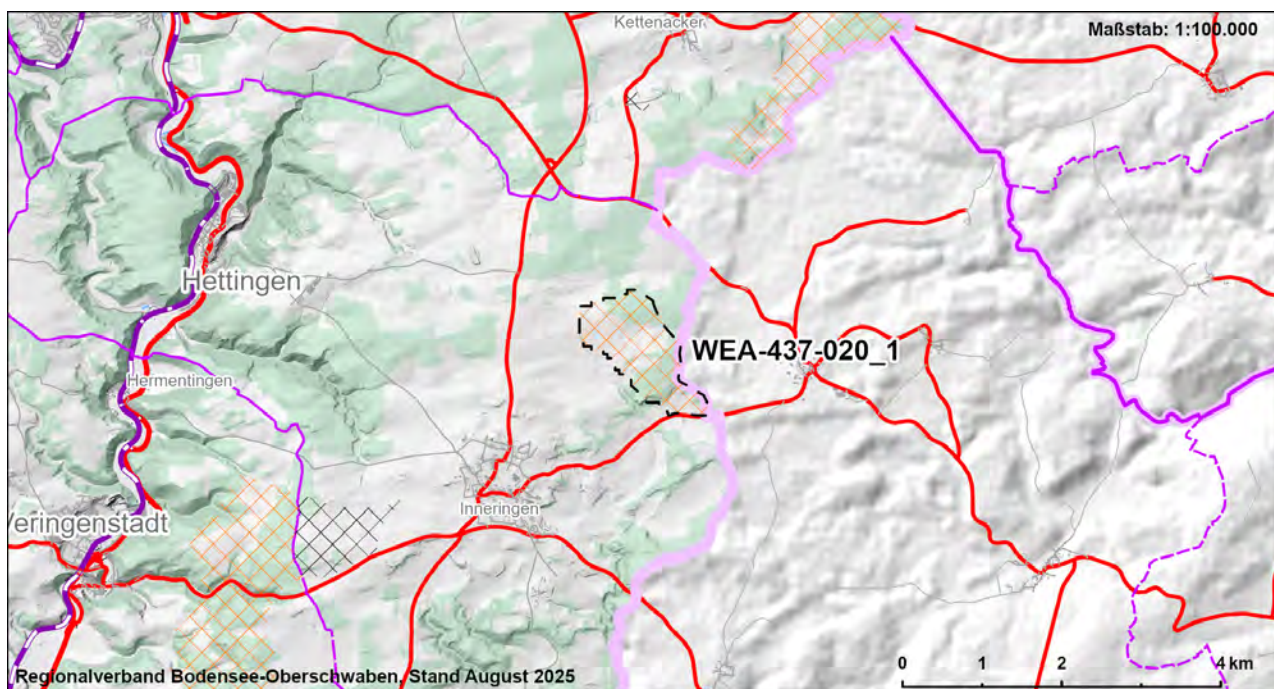 Kettenacker
Maßstab: 1:100.000
Hettingen
WEA-437-020_1
Hermentingen
Veringenstadt
Inneringen
Regionalverband Bodensee-Oberschwaben, Stand August 2025
0 1 2 4 km